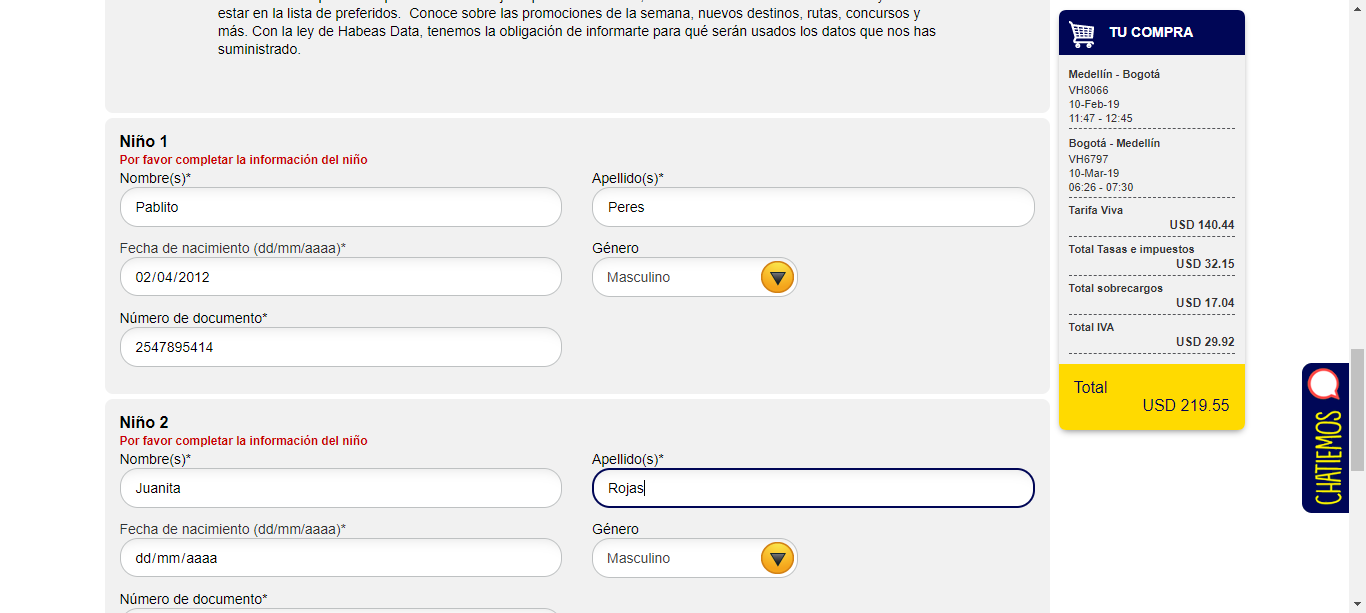 estar en la lista de preferidos.  Conoce sobre las promociones de la semana, nuevos destinos, rutas, concursos y
más. Con la ley de Habeas Data, tenemos la obligación de informarte para qué serán usados los datos que nos has
suministrado.
Niño 1
Por favor completar la información del niño
Nombre(s)*
Apellido(s)*
Pablito
Peres
Fecha de nacimiento (dd/mm/aaaa)*
Género
02/04/2012
Masculino
Número de documento*
2547895414
Niño 2
Por favor completar la información del niño
Nombre(s)*
Apellido(s)*
Juanita
Rojas
Fecha de nacimiento (dd/mm/aaaa)*
Género
dd/mm/aaaa
Masculino
Número de documento*
TU COMPRA
Medellín - Bogotá
VH8066
10-Feb-19
11:47 - 12:45
Bogotá - Medellín
VH6797
10-Mar-19
06:26 - 07:30
Tarifa Viva
USD 140.44
Total Tasas e impuestos
USD 32.15
Total sobrecargos
USD 17.04
Total IVA
USD 29.92
Total
USD 219.55
CHATIEMOS